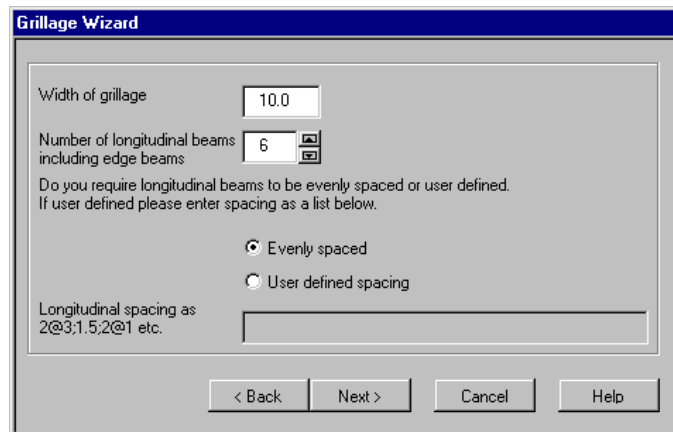 Grillage Wizard
Width of grillage
10.0
Number of longitudinal beams
including edge beams
6
Do you require longitudinal beams to be evenly spaced or user defined.
If user defined please enter spacing as a list below.
Evenly spaced
User defined spacing
Longitudinal spacing as
2@3;1.5;2@1 etc.
< Back
Next >
Cancel
Help